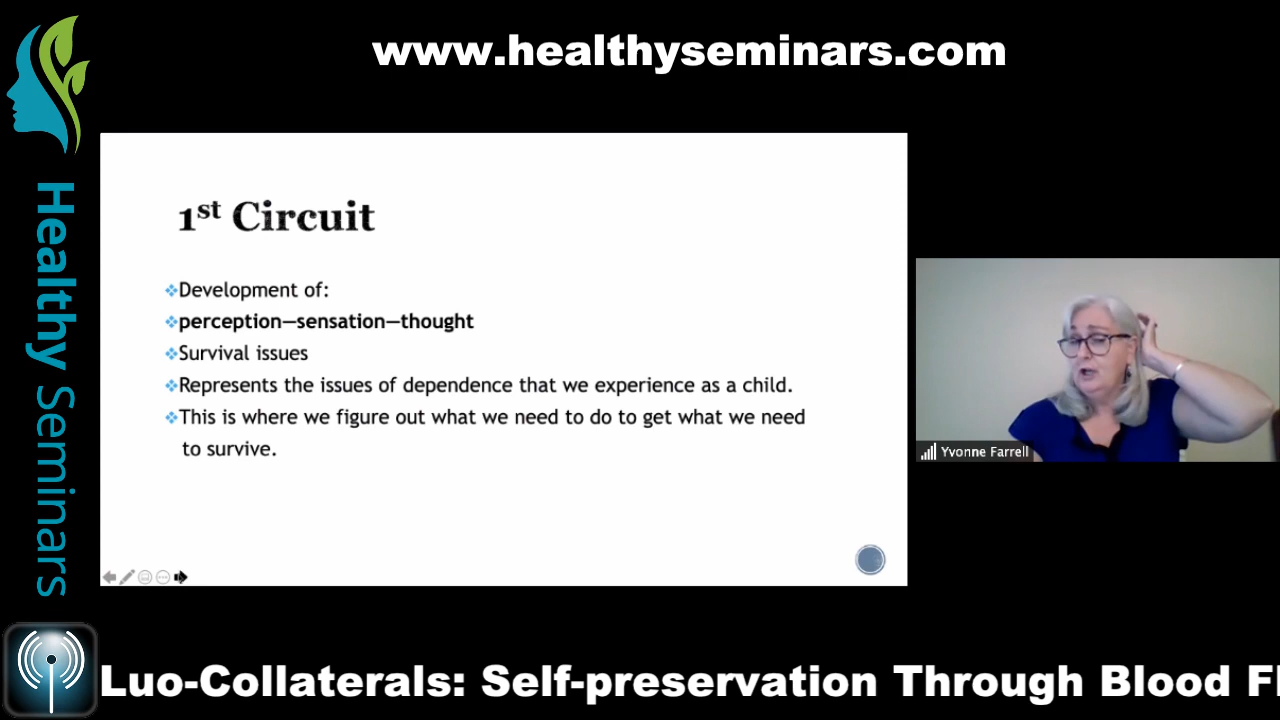 www.healthyseminars.com
Healthy Seminars
1st Circuit
❖Development of:
❖perception—sensation—thought
❖Survival issues
❖Represents the issues of dependence that we experience as a child.
❖This is where we figure out what we need to do to get what we need
to survive.
Yvonne Farrell
Luo-Collaterals: Self-preservation Through Blood